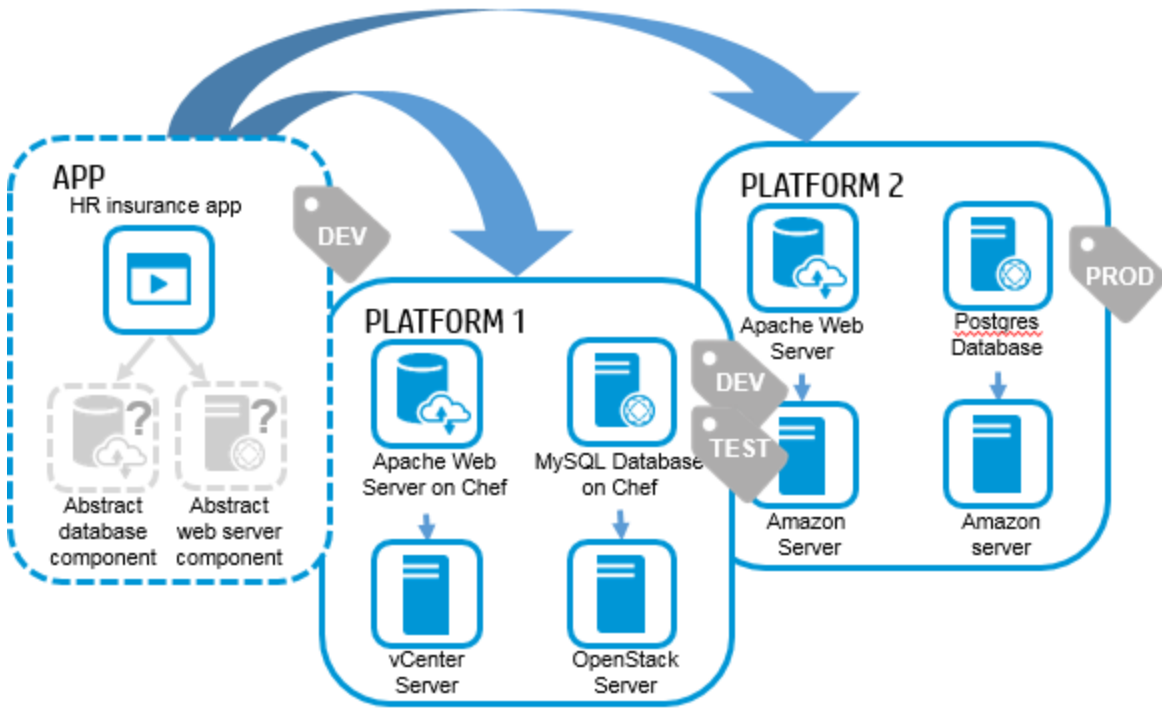 APP
HR insurance app
DEV
?
?
Abstract
database
component
Abstract
web server
component
PLATFORM 1
Apache Web
Server on Chef
MySQL Database
on Chef
DEV
TEST
vCenter
Server
OpenStack
Server
PLATFORM 2
Apache Web
Server
Postgres
Database
PROD
Amazon
Server
Amazon
server